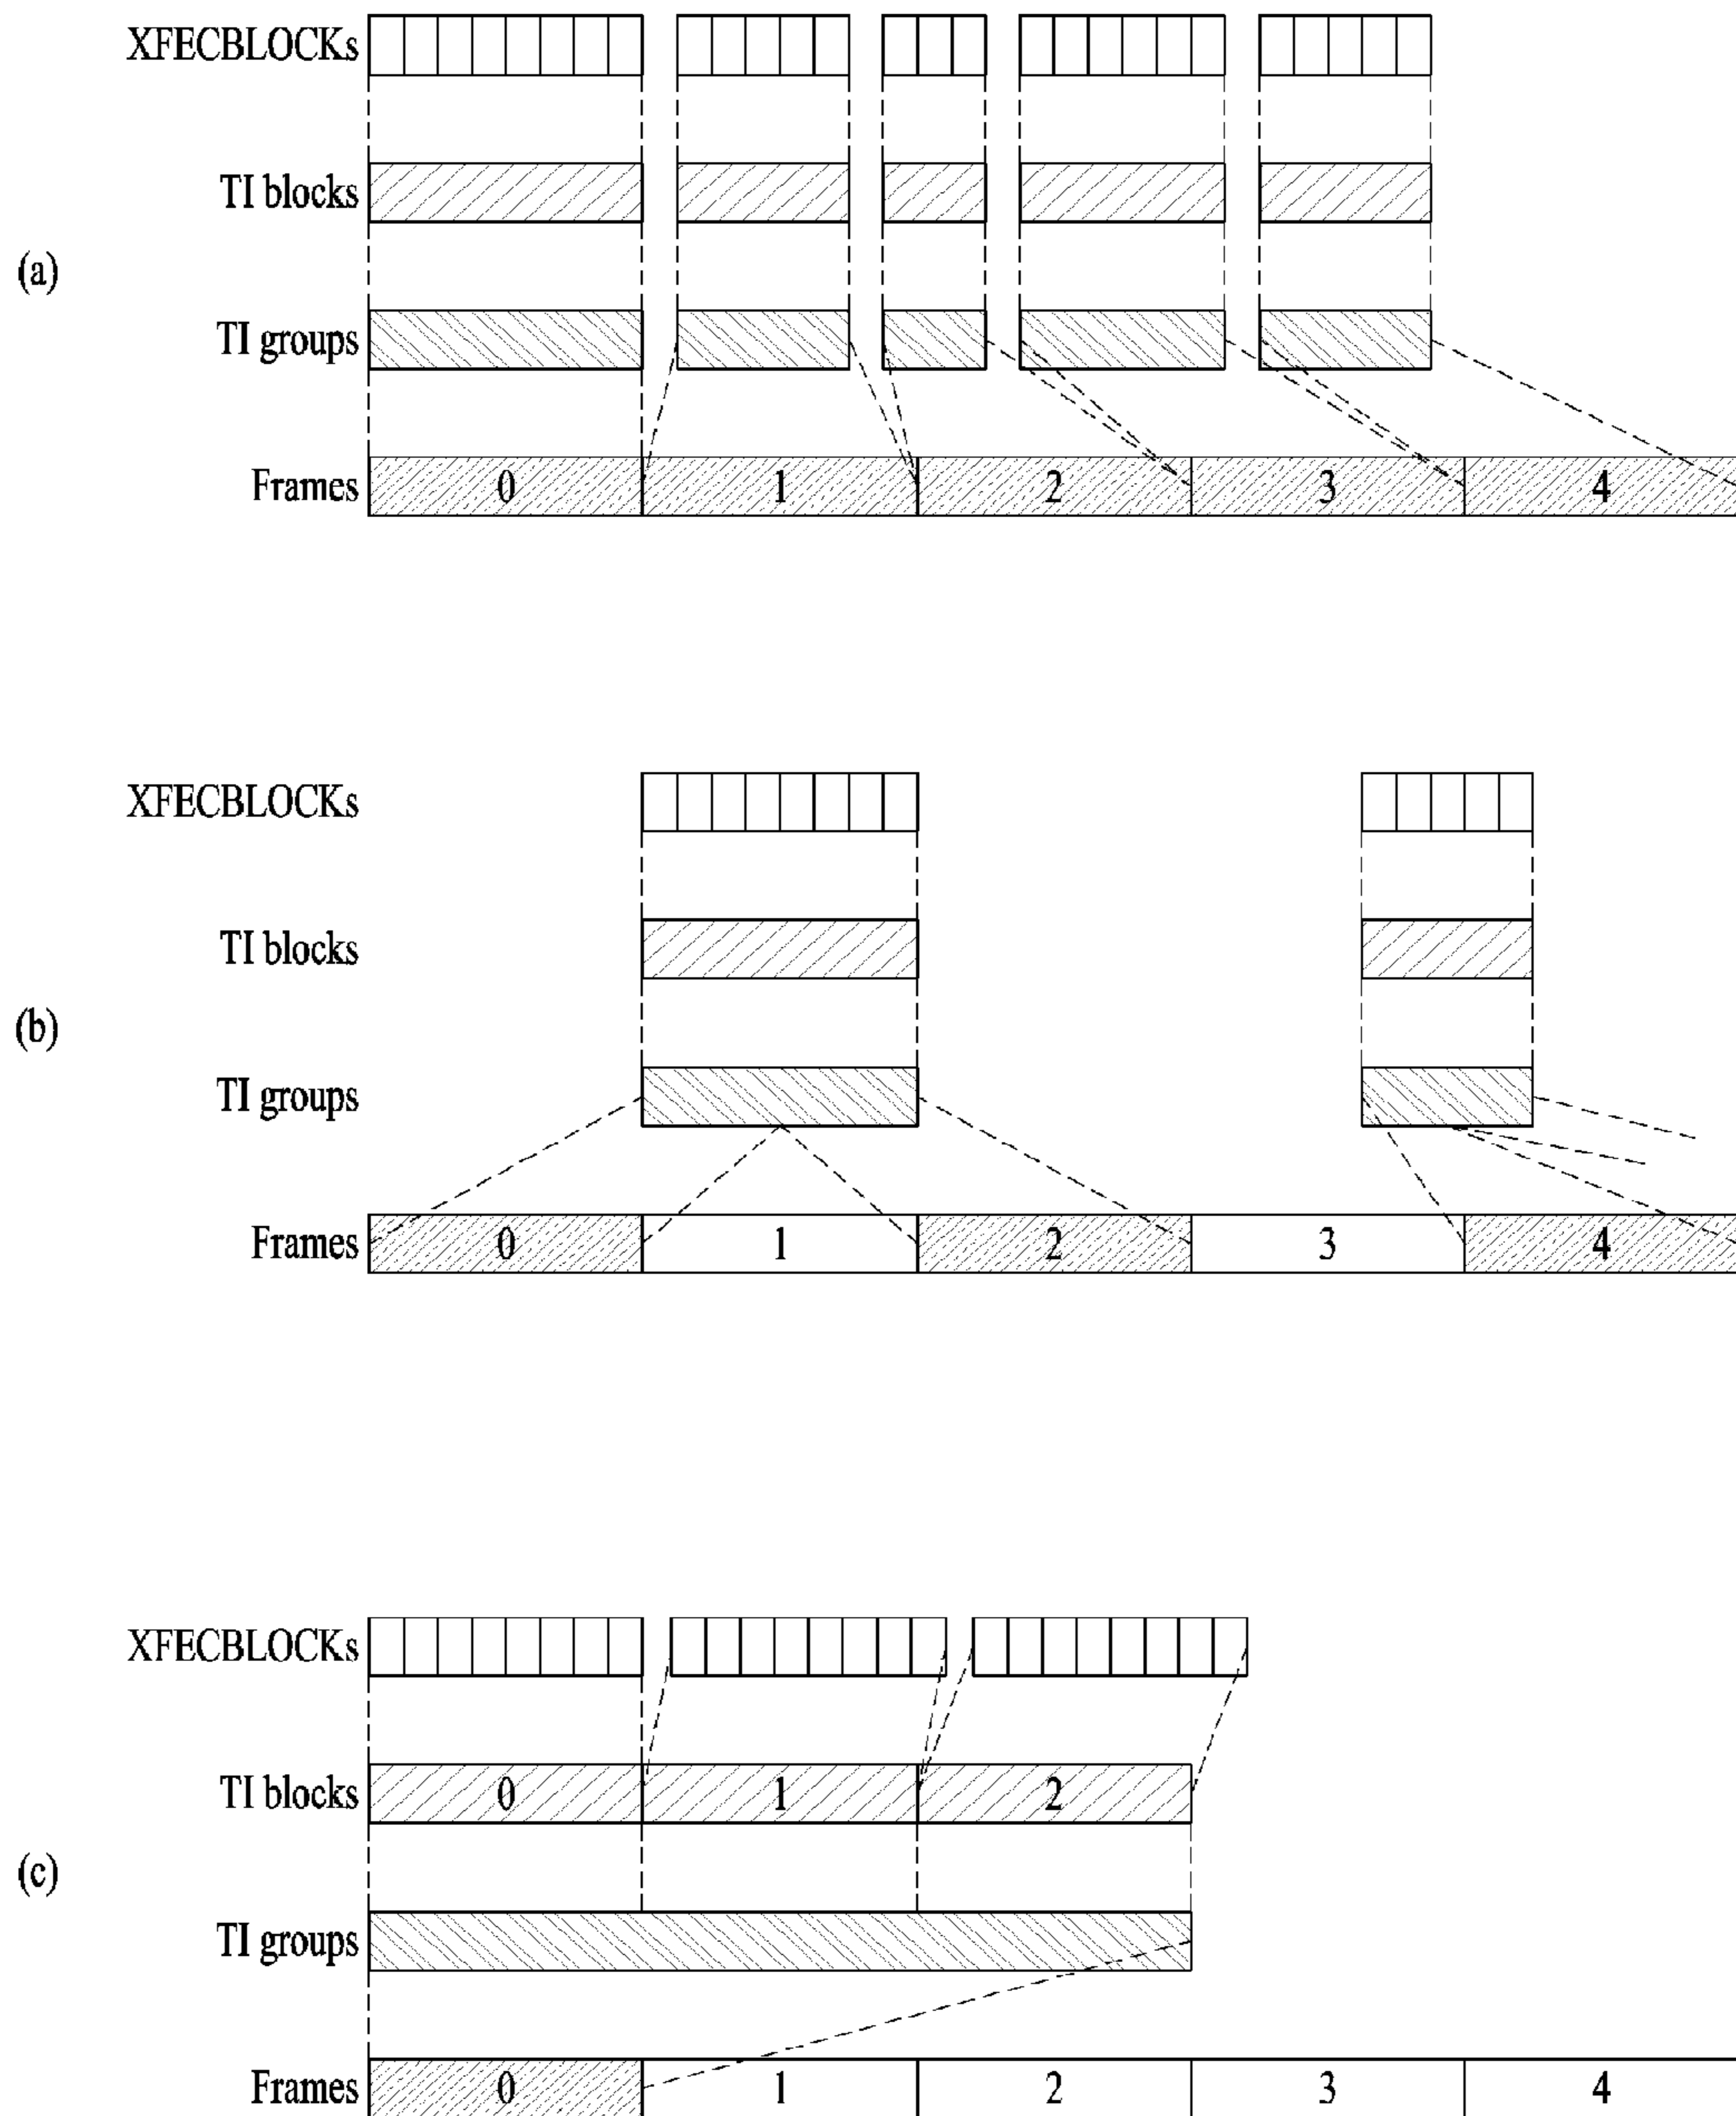 XFECBLOCKs
TI blocks
(a)
TI groups
Frames 0 1 2 3 4
XFECBLOCKs
TI blocks
(b)
TI groups
Frames 0 1 2 3 4
XFECBLOCKs
TI blocks 0 1 2
(c)
TI groups
Frames 0 1 2 3 4